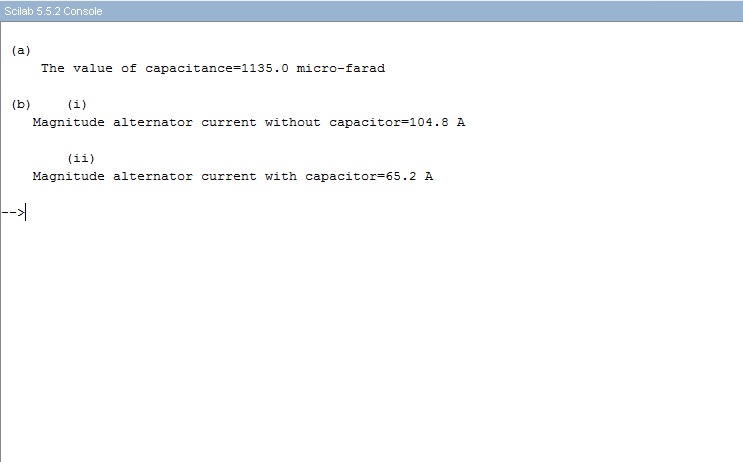 Scilab 5.5.2 Console
(a)
The value of capacitance=1135.0 micro-farad
(b) (i)
Magnitude alternator current without capacitor=104.8 A
(ii)
Magnitude alternator current with capacitor=65.2 A
-->